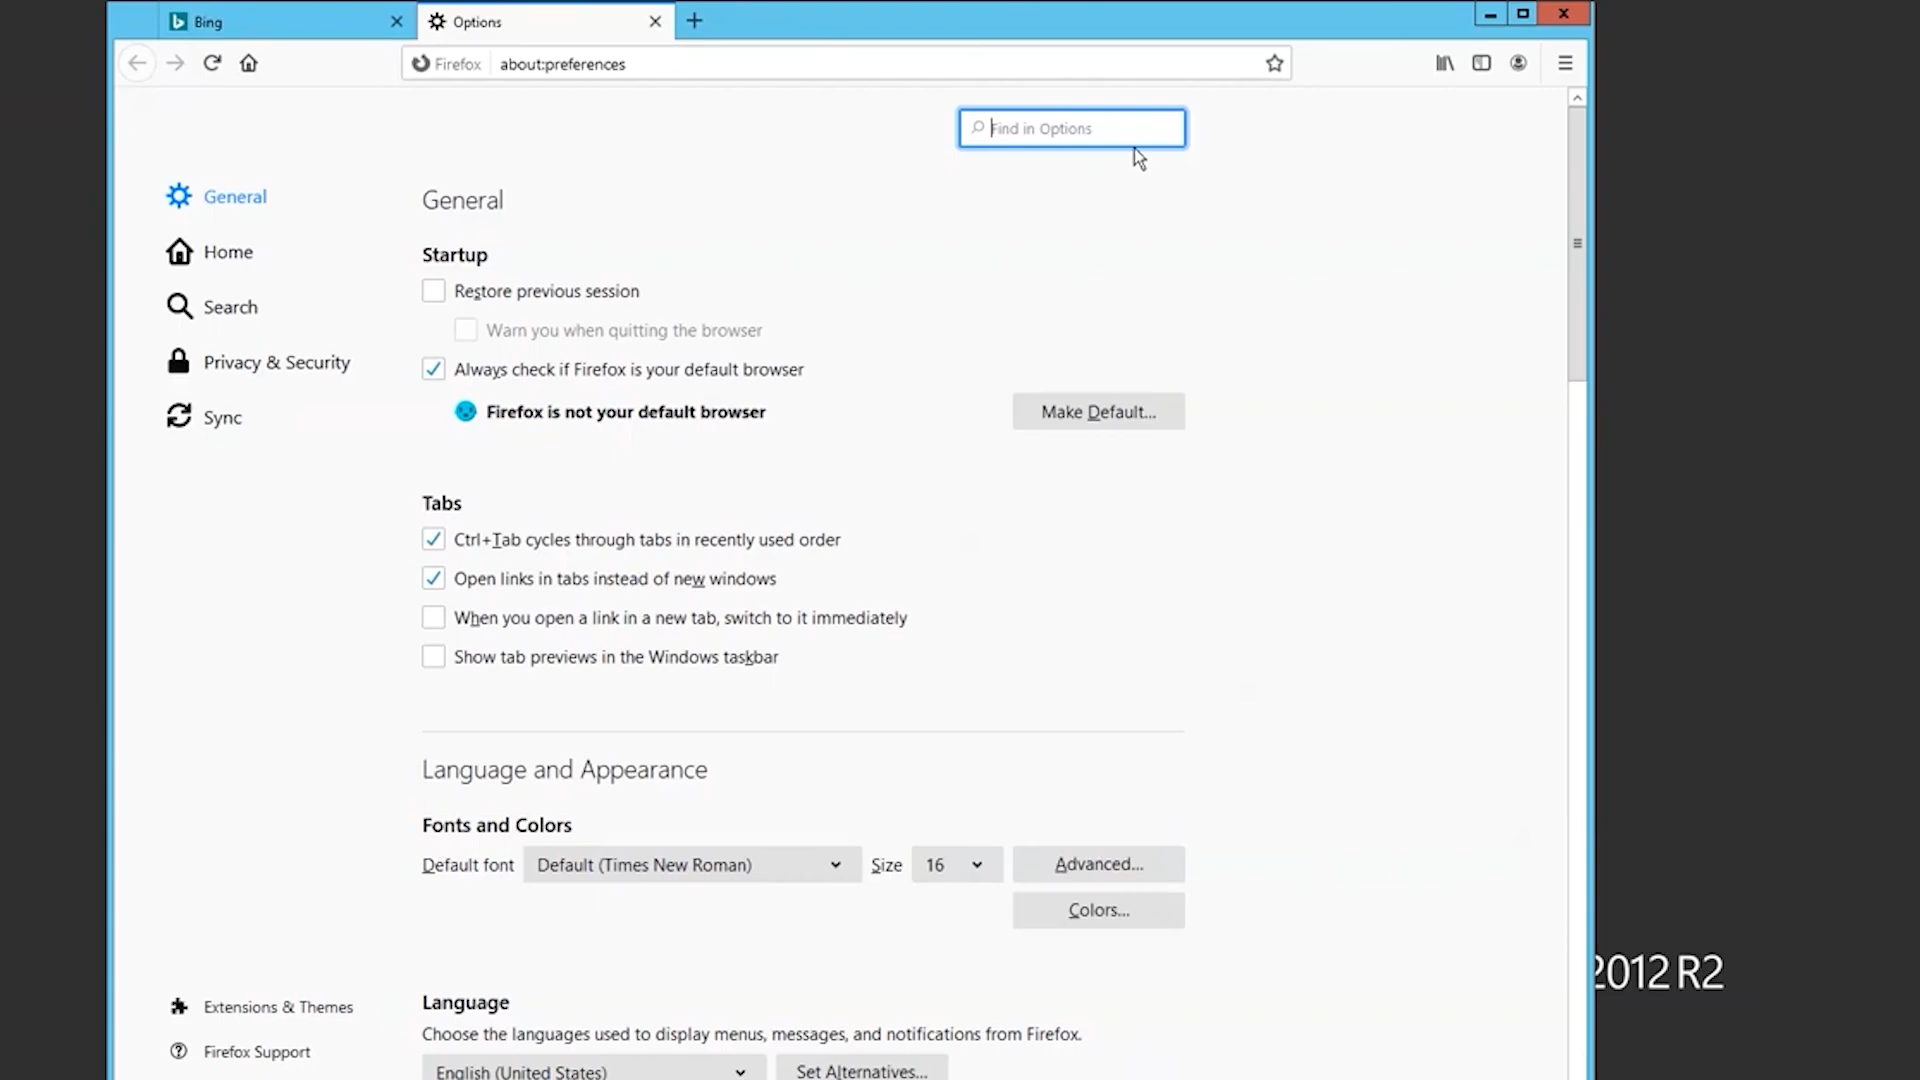 Bing
Options
Firefox
about:preferences
Find in Options
General
Home
Search
Privacy & Security
Sync
Extensions & Themes
Firefox Support
General
Startup
Restore previous session
Warn you when quitting the browser
Always check if Firefox is your default browser
Firefox is not your default browser
Make Default...
Tabs
Ctrl+Tab cycles through tabs in recently used order
Open links in tabs instead of new windows
When you open a link in a new tab, switch to it immediately
Show tab previews in the Windows taskbar
Language and Appearance
Fonts and Colors
Default font Default (Times New Roman) Size 16 Advanced...
Colors...
Language
Choose the languages used to display menus, messages, and notifications from Firefox.
English (United States) Set Alternatives...
2012 R2